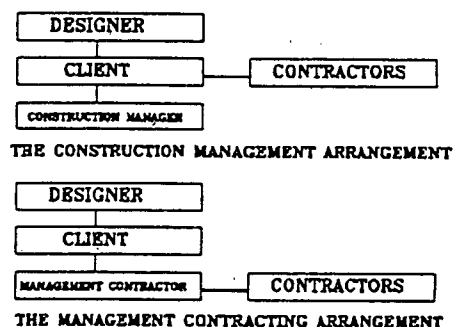 DESIGNER
CLIENT CONTRACTORS
CONSTRUCTION MANAGER
THE CONSTRUCTION MANAGEMENT ARRANGEMENT
DESIGNER
CLIENT
MANAGEMENT CONTRACTOR CONTRACTORS
THE MANAGEMENT CONTRACTING ARRANGEMENT